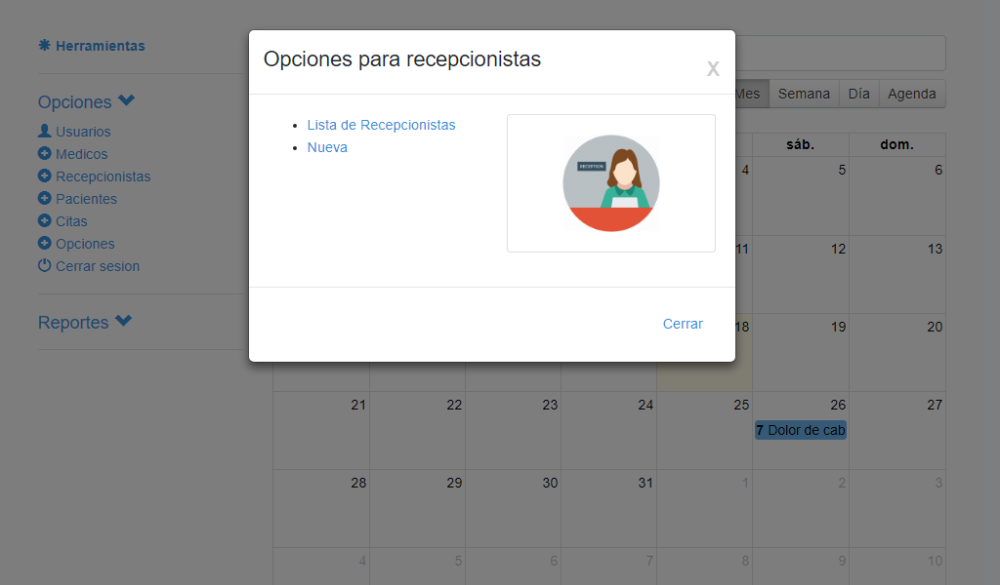 Herramientas
Opciones
Usuarios
Medicos
Recepcionistas
Pacientes
Citas
Opciones
Cerrar sesion
Reportes
Opciones para recepcionistas
X
Lista de Recepcionistas
Nueva
RECEPTION
Cerrar
Mes Semana Día Agenda
sáb. dom.
4 5 6
11 12 13
18 19 20
21 22 23 24 25 26 27
7 Dolor de cab
28 29 30 31 1 2 3
4 5 6 7 8 9 10